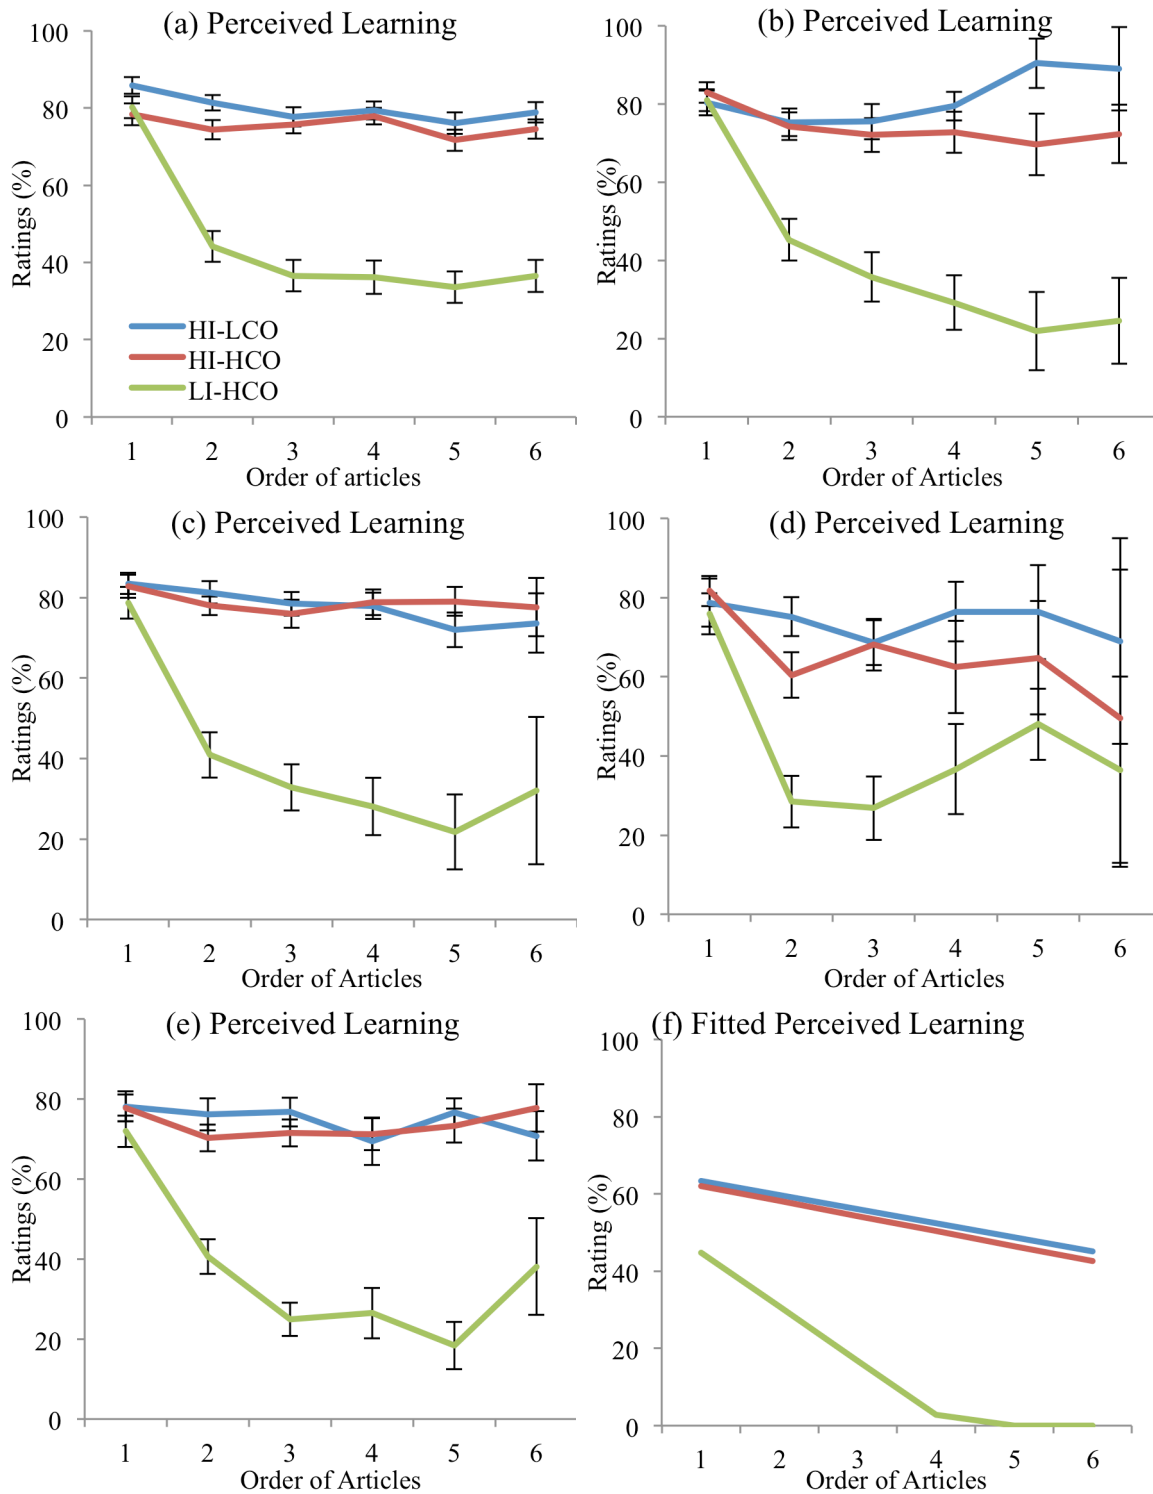 (a) Perceived Learning
100
80
60
40
20
0
Ratings (%)
HI-LCO
HI-HCO
LI-HCO
1 2 3 4 5 6
Order of articles
(b) Perceived Learning
100
80
60
40
20
0
Ratings (%)
1 2 3 4 5 6
Order of Articles
(c) Perceived Learning
100
80
60
40
20
0
Ratings (%)
1 2 3 4 5 6
Order of Articles
(d) Perceived Learning
100
80
60
40
20
0
Ratings (%)
1 2 3 4 5 6
Order of Articles
(e) Perceived Learning
100
80
60
40
20
0
Ratings (%)
1 2 3 4 5 6
Order of Articles
(f) Fitted Perceived Learning
100
80
60
40
20
0
Rating (%)
1 2 3 4 5 6
Order of Articles